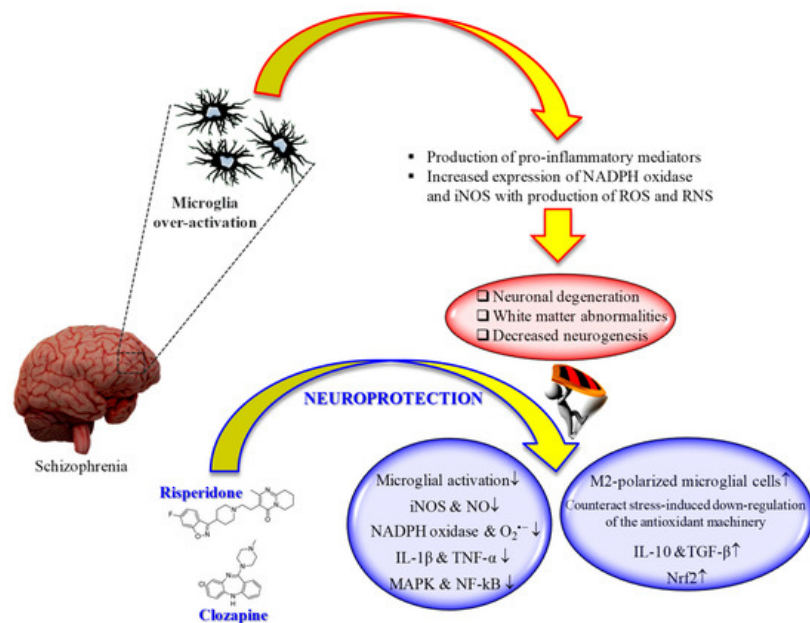 ▪ Production of pro-inflammatory mediators
▪ Increased expression of NADPH oxidase
and iNOS with production of ROS and RNS
Microglia
over-activation
❑ Neuronal degeneration
❑ White matter abnormalities
❑ Decreased neurogenesis
NEUROPROTECTION
Schizophrenia
Risperidone
F
N
O
N
N
N
O
Microglial activation↓
iNOS & NO↓
NADPH oxidase & O₂•− ↓
IL-1β & TNF-α ↓
MAPK & NF-kB ↓
M2-polarized microglial cells↑
Counteract stress-induced down-regulation
of the antioxidant machinery
IL-10 &TGF-β↑
Nrf2↑
N
N
N
Cl
N
H
Clozapine